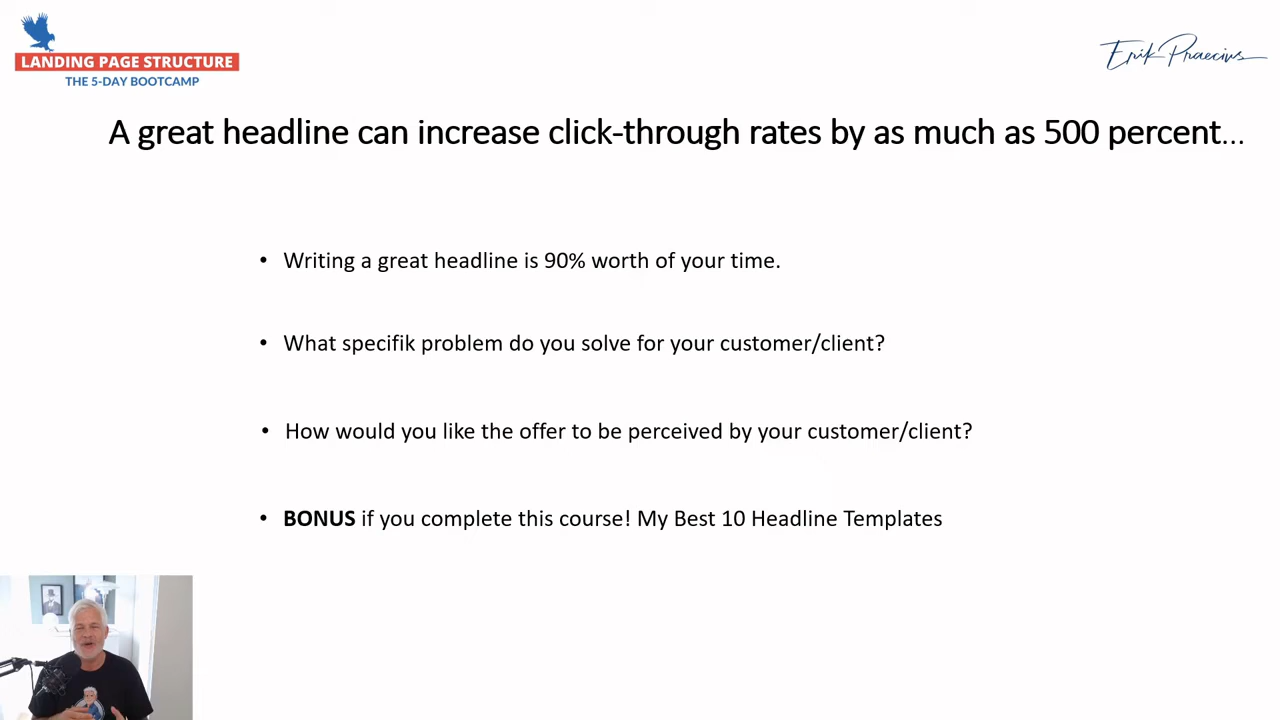 LANDING PAGE STRUCTURE
THE 5-DAY BOOTCAMP
Erik Praecius
A great headline can increase click-through rates by as much as 500 percent...
• Writing a great headline is 90% worth of your time.
• What specifik problem do you solve for your customer/client?
• How would you like the offer to be perceived by your customer/client?
• BONUS if you complete this course! My Best 10 Headline Templates